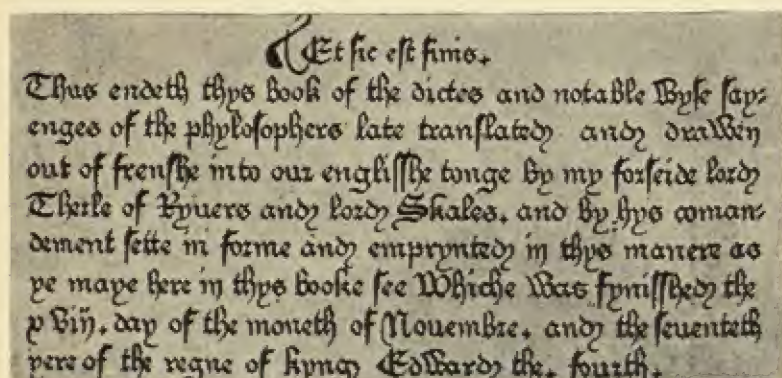 Et sic est finis.
Thus endeth thys book of the dictes and notable wyse say=
enges of the phylosophers late translated and drawen
out of frenshe into our englisshe tonge by my forseide lord
Therle of Ryuers and lord Skales. and by hys coman=
dement sette in forme and emprynted in thys manere as
ye maye here in thys booke see Whiche was fynisshed the
xviij. day of the moneth of Nouembre. and the seuenteth
yere of the regne of kyng Edward the. fourth.